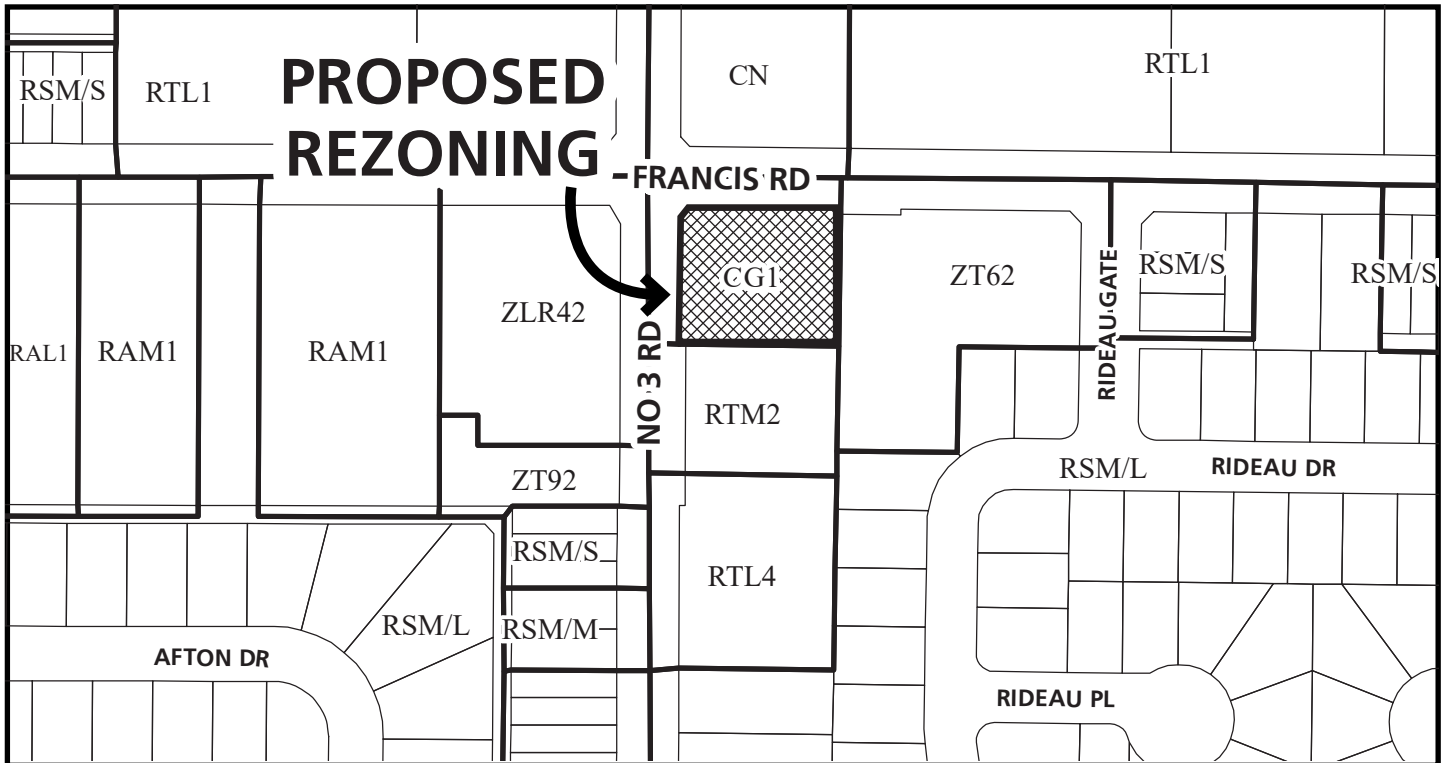 PROPOSED
REZONING
RSM/S
RTL1
CN
RTL1
FRANCIS RD
RAL1
RAM1
RAM1
ZLR42
NO 3 RD
CG1
ZT62
RIDEAU GATE
RSM/S
RSM/S
RTM2
ZT92
RSM/L
RIDEAU DR
RSM/S
RTL4
RSM/L
RSM/M
AFTON DR
RIDEAU PL